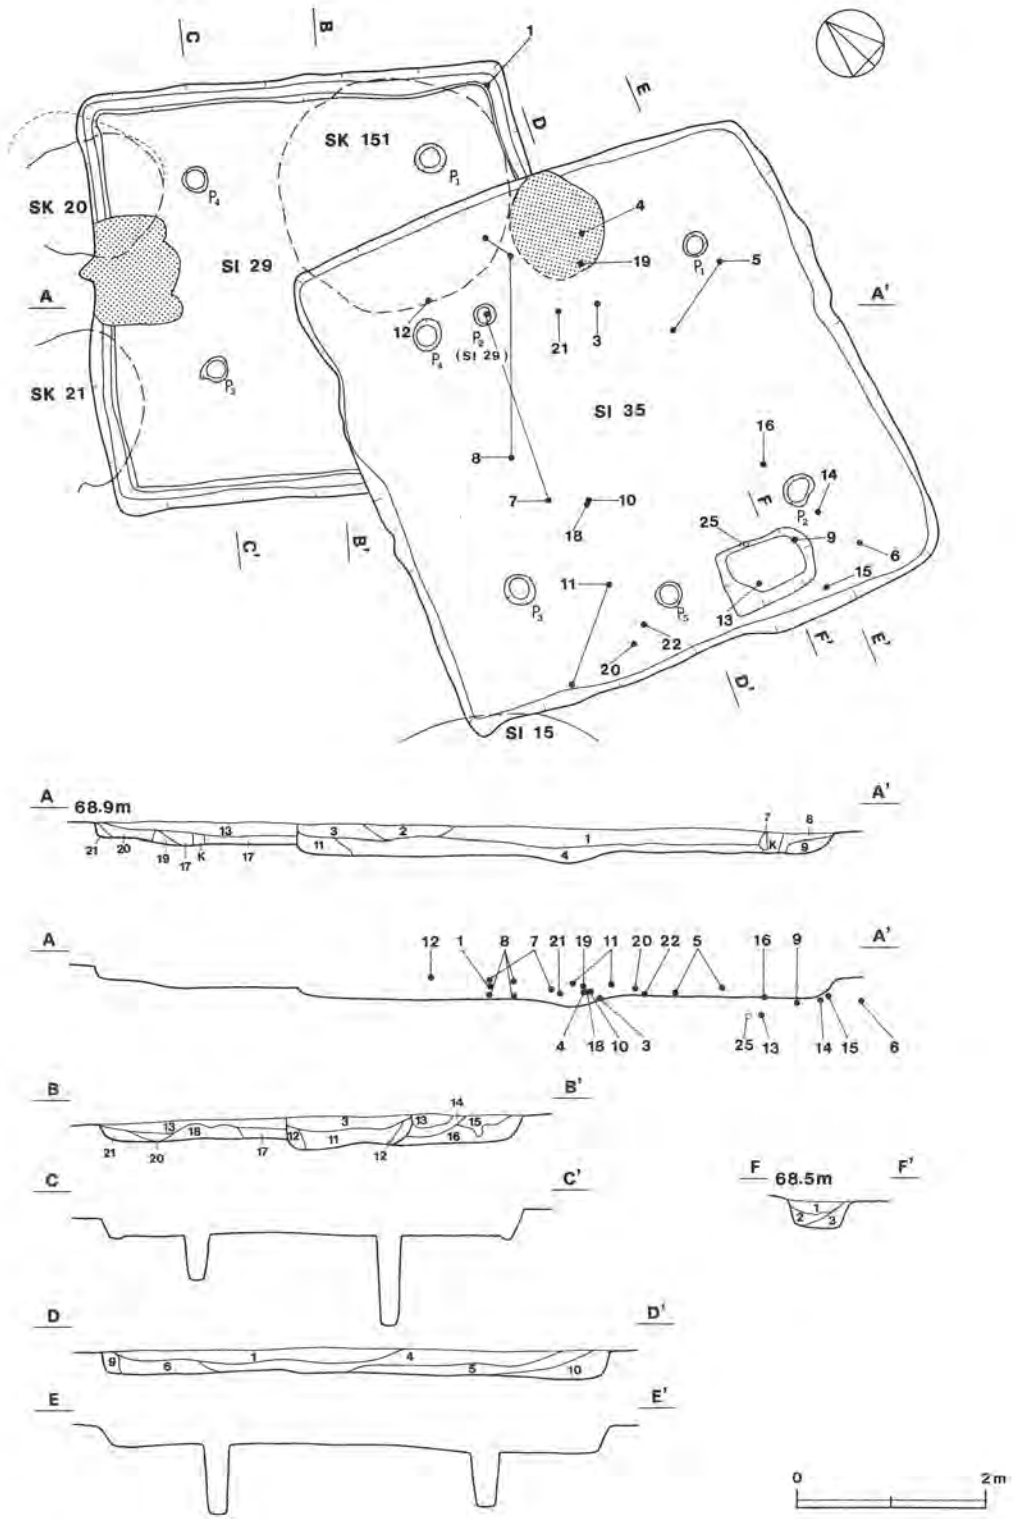 C B 1
E
SK 151 D
P₁
P₄
SK 20 4
P₁
SI 29 19 5
A A'
12 P₂ 21 3
P₄ (SI 29)
P₃
SK 21
SI 35
16
8
14
7 10 F
18 P₂
25 9
C' B' 6
11 15
P₃ P₅
13
22 F' E'
20
D'
SI 15
A 68.9m A'
7 8
13 3 2 1
21 20 11 K 9
19 17 K 17 4
A 12 1 8 7 21 19 11 20 22 5 16 9 A'
4 18 10 3 25 13 14 15 6
B B'
14
13 3 13 15
18 12 11 16
21 20 17 12
C C' F 68.5m F'
1
2 3
D D'
1 4
9 6 5 10
E E'
0 2m